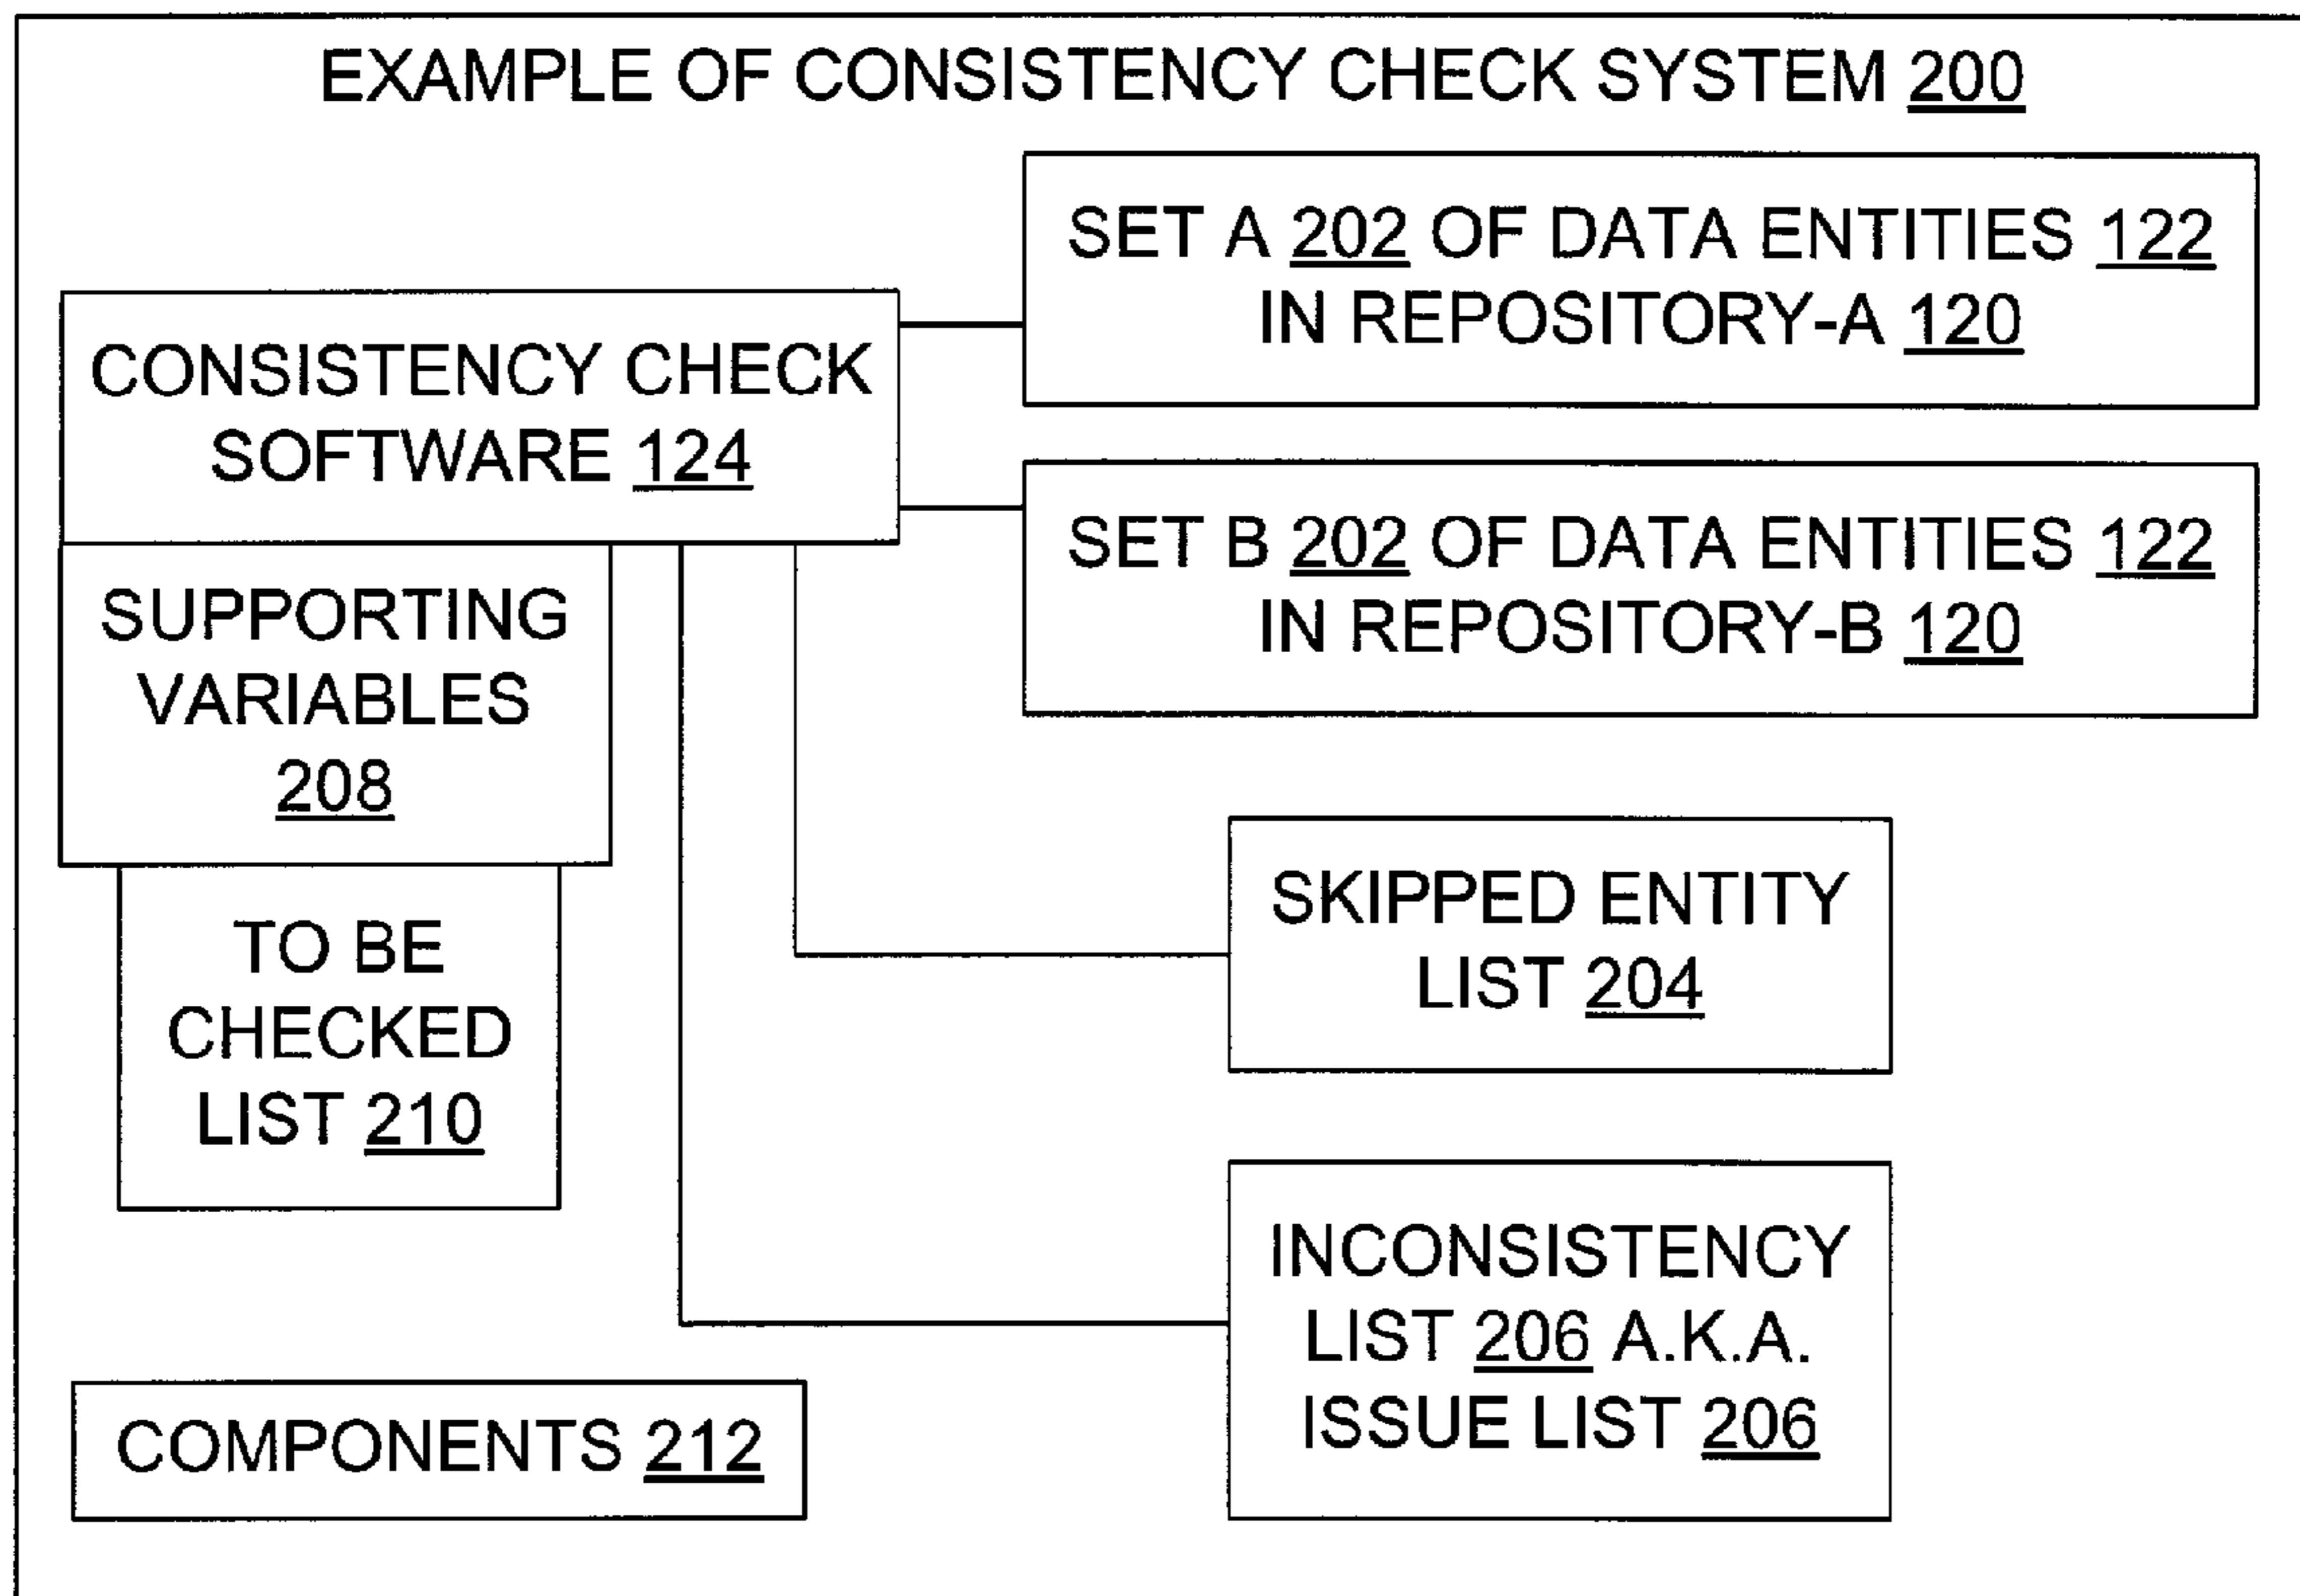 EXAMPLE OF CONSISTENCY CHECK SYSTEM 200
SET A 202 OF DATA ENTITIES 122
IN REPOSITORY-A 120
CONSISTENCY CHECK
SOFTWARE 124
SET B 202 OF DATA ENTITIES 122
IN REPOSITORY-B 120
SUPPORTING
VARIABLES
208
SKIPPED ENTITY
LIST 204
TO BE
CHECKED
LIST 210
INCONSISTENCY
LIST 206 A.K.A.
ISSUE LIST 206
COMPONENTS 212